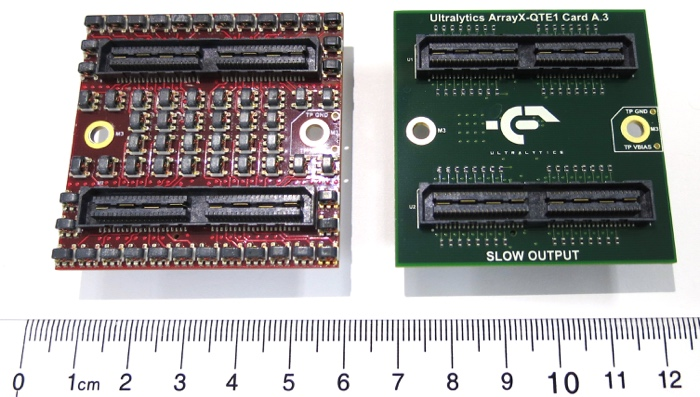 Ultralytics ArrayX-QTE1 Card A.3
U1
TP GND
M3
TP GND
M3
M3
TP VBIAS
ULTRALYTICS
U2
SLOW OUTPUT
0 1cm 2 3 4 5 6 7 8 9 10 11 12